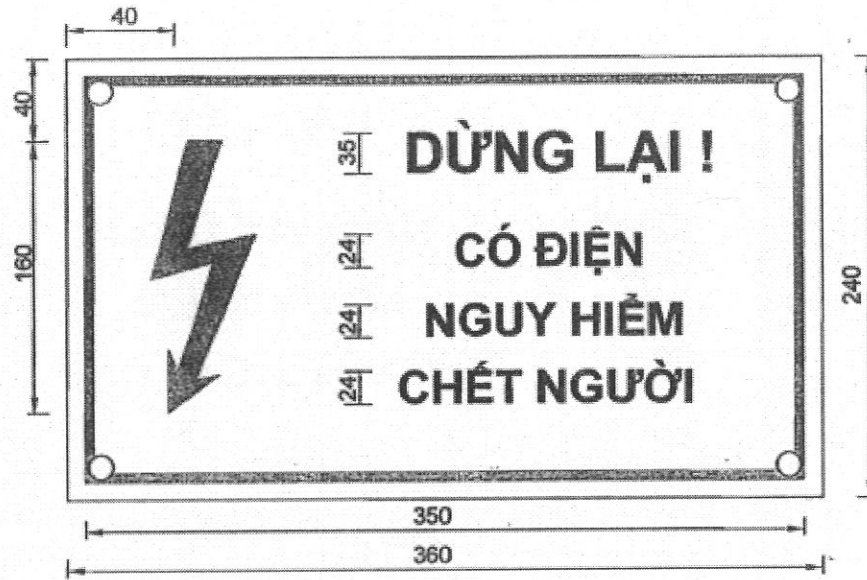 40
40
35
DỪNG LẠI !
160
24
CÓ ĐIỆN
240
24
NGUY HIỂM
24
CHẾT NGƯỜI
350
360